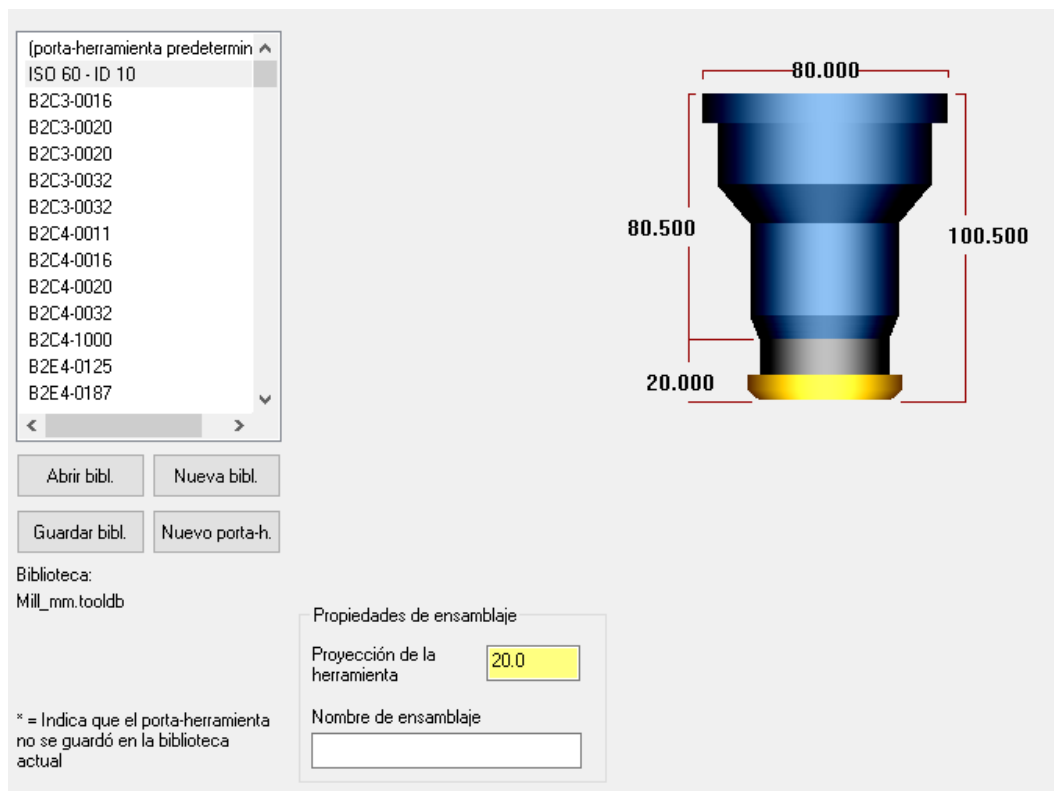 (porta-herramienta predetermin
ISO 60 - ID 10
B2C3-0016
B2C3-0020
B2C3-0020
B2C3-0032
B2C3-0032
B2C4-0011
B2C4-0016
B2C4-0020
B2C4-0032
B2C4-1000
B2E4-0125
B2E4-0187
Abrir bibl.
Nueva bibl.
Guardar bibl.
Nuevo porta-h.
Biblioteca:
Mill_mm.tooldb
* = Indica que el porta-herramienta
no se guardó en la biblioteca
actual
Propiedades de ensamblaje
Proyección de la
herramienta
20.0
Nombre de ensamblaje
80.000
80.500
100.500
20.000